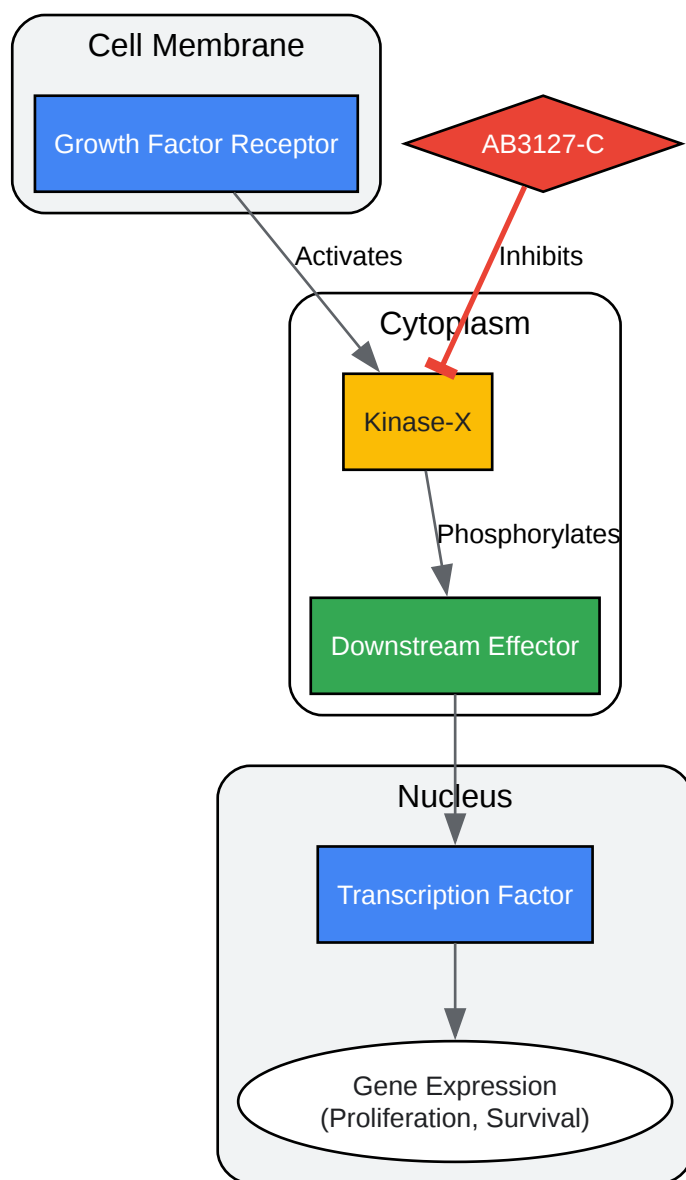 Cell Membrane
Growth Factor Receptor
AB3127-C
Activates
Inhibits
Cytoplasm
Kinase-X
Phosphorylates
Downstream Effector
Nucleus
Transcription Factor
Gene Expression
(Proliferation, Survival)